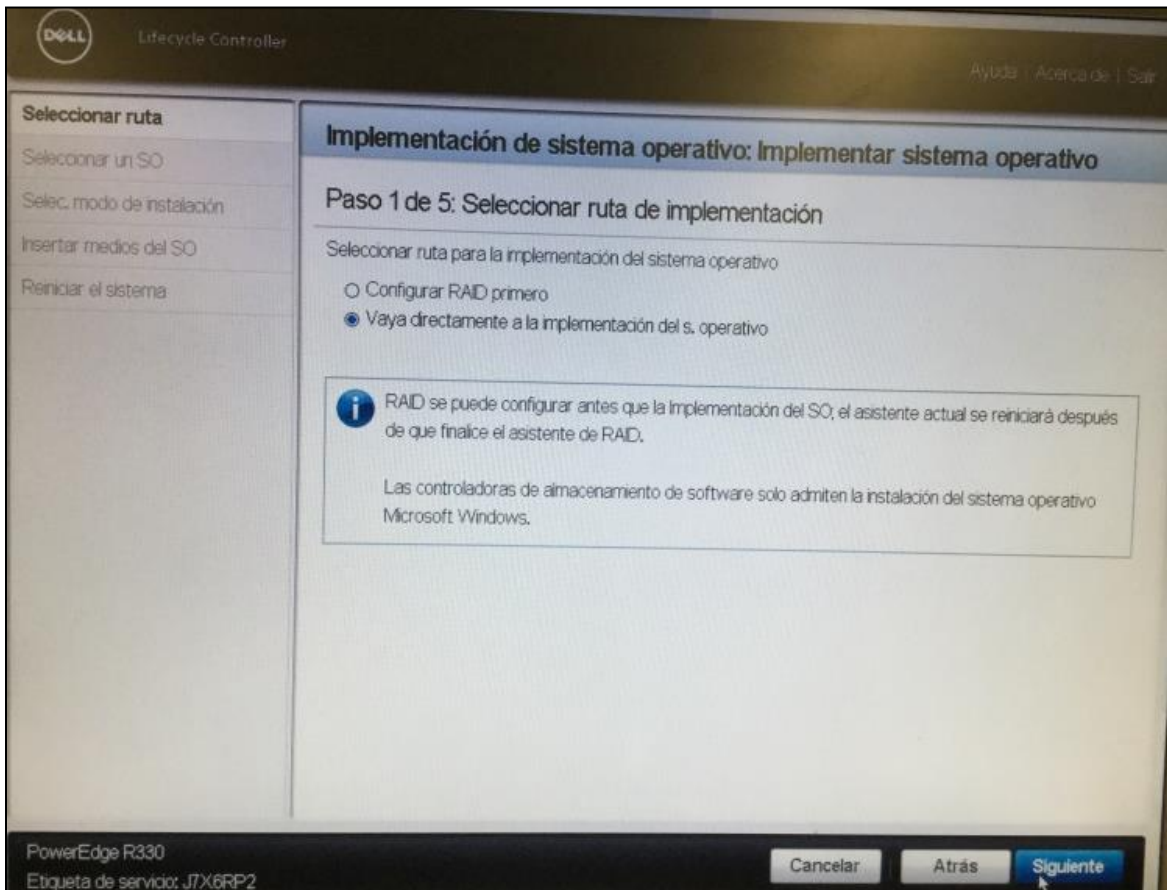 DELL
Lifecycle Controller
Ayuda | Acerca de | Salir
Seleccionar ruta
Seleccionar un SO
Selec. modo de instalación
Insertar medios del SO
Reiniciar el sistema
Implementación de sistema operativo: Implementar sistema operativo
Paso 1 de 5: Seleccionar ruta de implementación
Seleccionar ruta para la implementación del sistema operativo
Configurar RAID primero
Vaya directamente a la implementación del s. operativo
RAID se puede configurar antes que la Implementación del SO; el asistente actual se reiniciará después
de que finalice el asistente de RAID.
Las controladoras de almacenamiento de software solo admiten la instalación del sistema operativo
Microsoft Windows.
PowerEdge R330
Etiqueta de servicio: J7X6RP2
Cancelar
Atrás
Siguiente